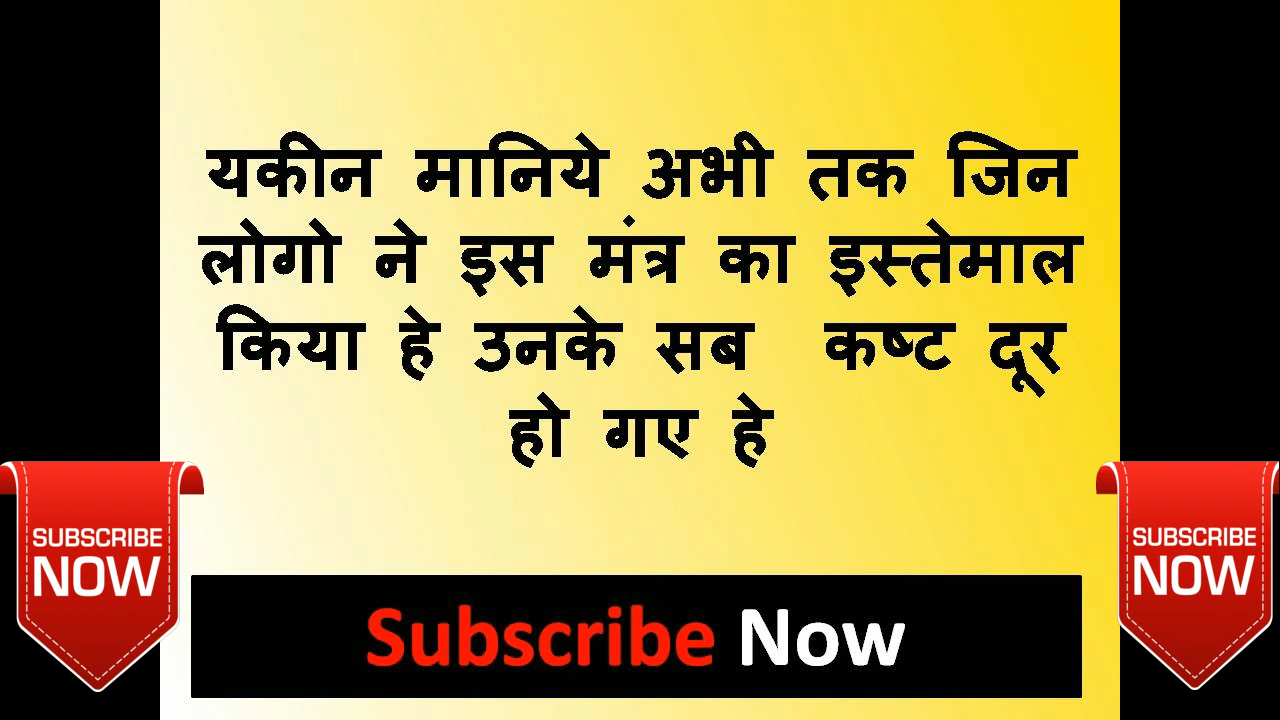 यकीन मानिये अभी तक जिन
लोगो ने इस मंत्र का इस्तेमाल
किया हे उनके सब कष्ट दूर
हो गए हे
SUBSCRIBE
NOW
SUBSCRIBE
NOW
Subscribe Now